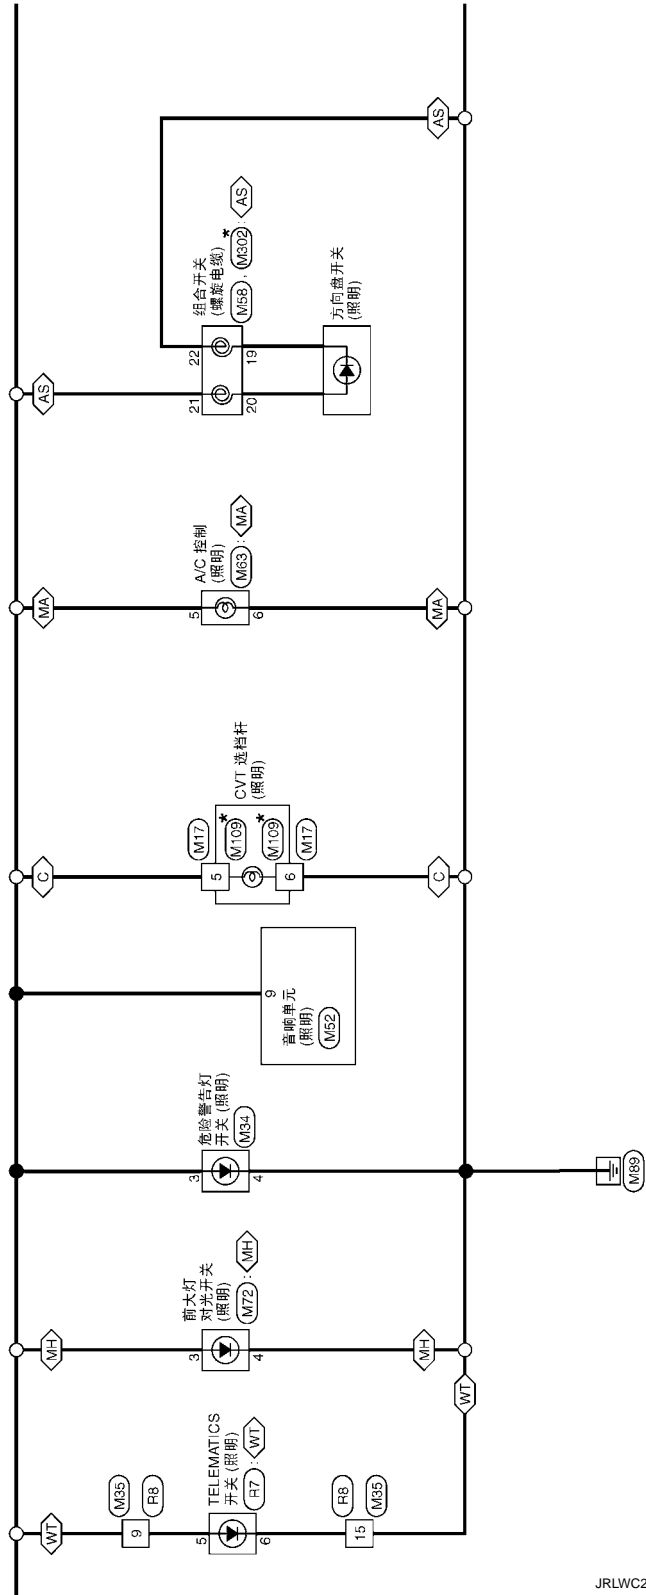 WT
M35
R8
9
TELEMATICS
开关 (照明)
R7 : WT
5
6
R8
M35
15
WT
MH
前大灯
对光开关
(照明)
M72 : MH
3
4
MH
危险警告灯
开关 (照明)
M34
3
4
M89
9
音响单元
(照明)
M52
C
M17
M109 *
5
CVT 选档杆
(照明)
6
M109 *
M17
C
MA
A/C 控制
(照明)
M63 : MA
5
6
MA
AS
组合开关
(螺旋电缆) *
M58 , M302 : AS
21
22
20
19
方向盘开关
(照明)
AS
JRLWC2